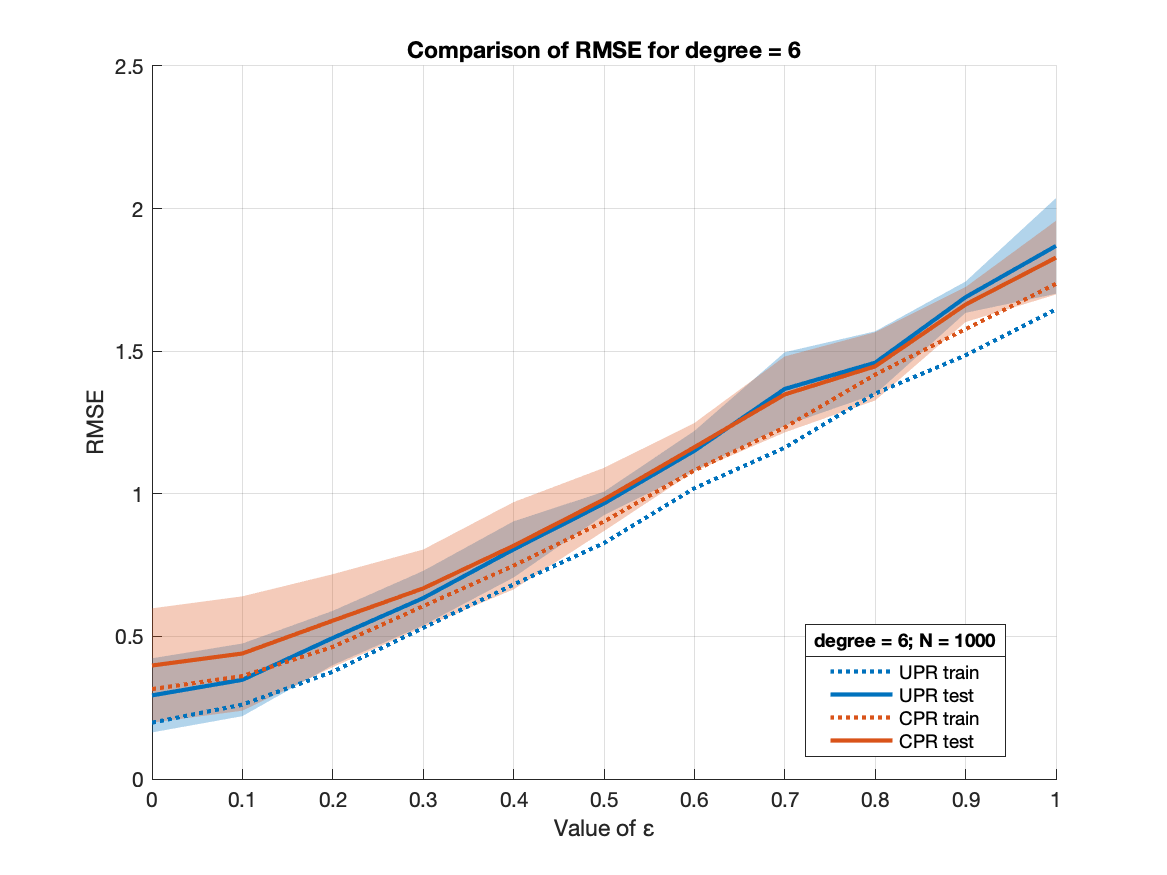 Comparison of RMSE for degree = 6
2.5
2
1.5
1
0.5
0
RMSE
degree = 6; N = 1000
UPR train
UPR test
CPR train
CPR test
0 0.1 0.2 0.3 0.4 0.5 0.6 0.7 0.8 0.9 1
Value of ε